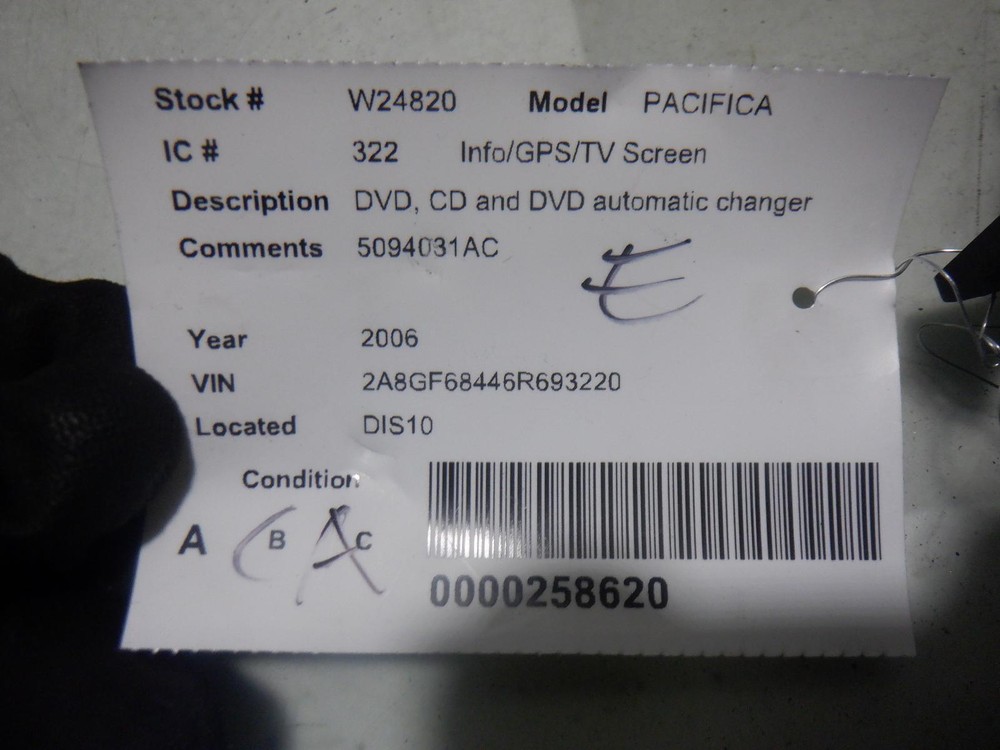 Stock # W24820 Model PACIFICA
IC # 322 Info/GPS/TV Screen
Description DVD, CD and DVD automatic changer
Comments 5094031AC
E
Year 2006
VIN 2A8GF68446R693220
Located DIS10
Condition
A B C
0000258620